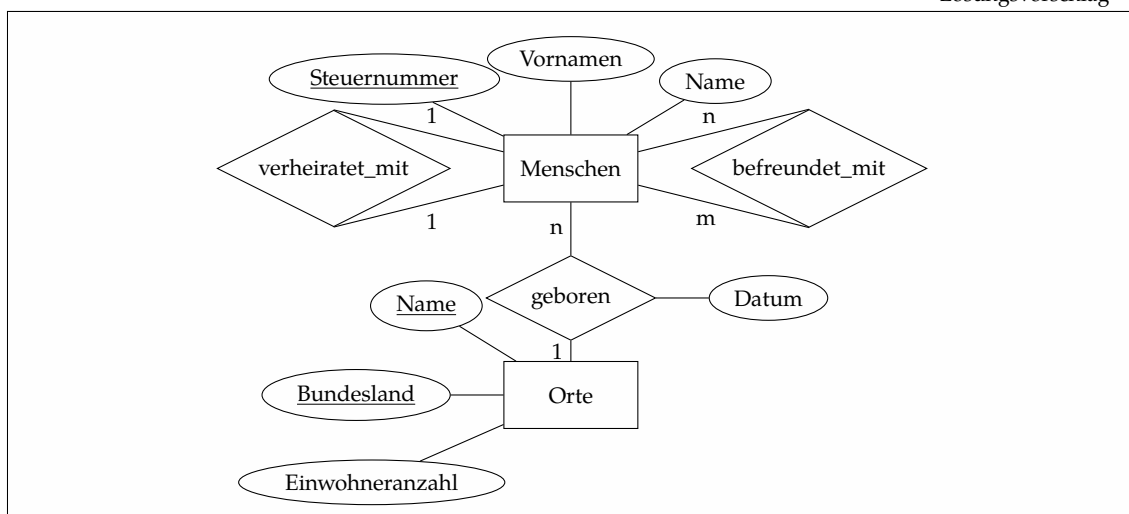 Lösungsvorschlag
Vornamen
Steuernummer
Name
1
n
verheiratet_mit
Menschen
befreundet_mit
1
n
m
geboren
Datum
Name
1
Bundesland
Orte
Einwohneranzahl